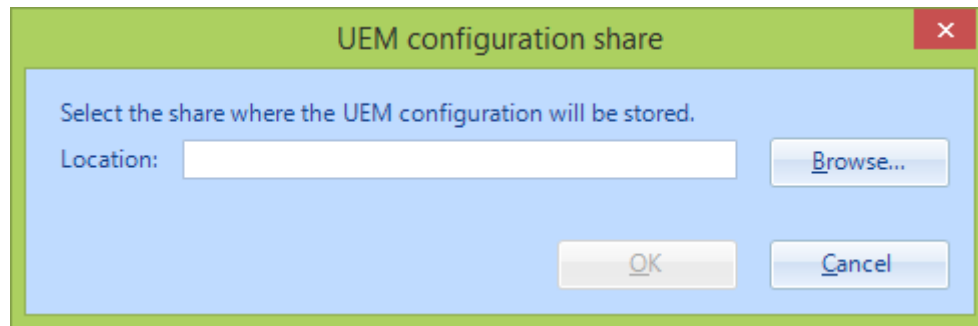 UEM configuration share
Select the share where the UEM configuration will be stored.
Location:
Browse...
OK
Cancel